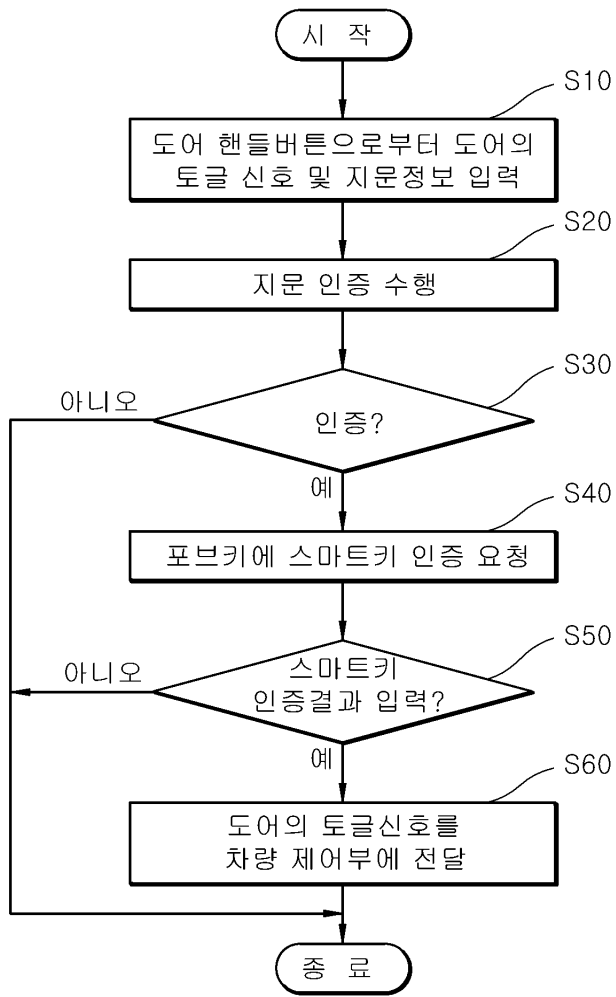 시 작
S10
도어 핸들버튼으로부터 도어의
토글 신호 및 지문정보 입력
S20
지문 인증 수행
S30
아니오
인증?
예
S40
포브키에 스마트키 인증 요청
S50
아니오
스마트키
인증결과 입력?
예
S60
도어의 토글신호를
차량 제어부에 전달
종 료